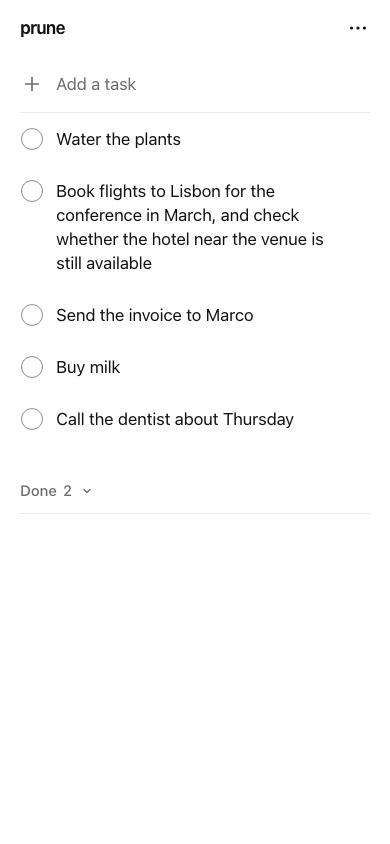 prune
Add a task
Water the plants
Book flights to Lisbon for the
conference in March, and check
whether the hotel near the venue is
still available
Send the invoice to Marco
Buy milk
Call the dentist about Thursday
Done 2